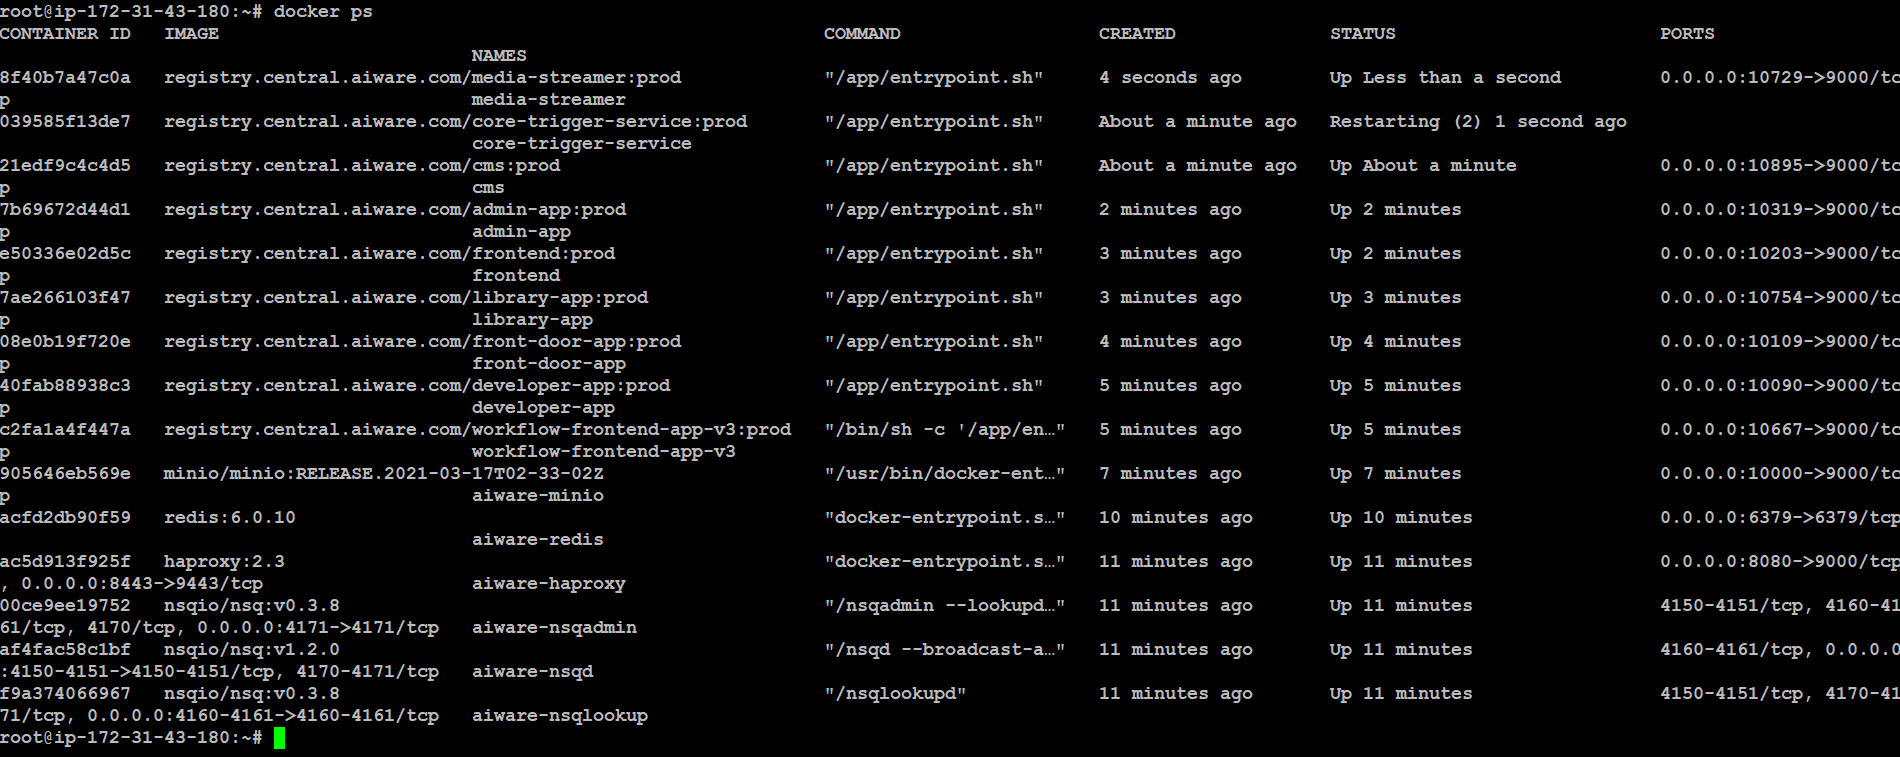 root@ip-172-31-43-180:~# docker ps
CONTAINER ID   IMAGE                                                       COMMAND                  CREATED              STATUS                        PORTS
                                           NAMES
8f40b7a47c0a   registry.central.aiware.com/media-streamer:prod             "/app/entrypoint.sh"     4 seconds ago        Up Less than a second         0.0.0.0:10729->9000/tc
p                                          media-streamer
039585f13de7   registry.central.aiware.com/core-trigger-service:prod       "/app/entrypoint.sh"     About a minute ago   Restarting (2) 1 second ago
                                           core-trigger-service
21edf9c4c4d5   registry.central.aiware.com/cms:prod                        "/app/entrypoint.sh"     About a minute ago   Up About a minute             0.0.0.0:10895->9000/tc
p                                          cms
7b69672d44d1   registry.central.aiware.com/admin-app:prod                  "/app/entrypoint.sh"     2 minutes ago        Up 2 minutes                  0.0.0.0:10319->9000/tc
p                                          admin-app
e50336e02d5c   registry.central.aiware.com/frontend:prod                   "/app/entrypoint.sh"     3 minutes ago        Up 2 minutes                  0.0.0.0:10203->9000/tc
p                                          frontend
7ae266103f47   registry.central.aiware.com/library-app:prod                "/app/entrypoint.sh"     3 minutes ago        Up 3 minutes                  0.0.0.0:10754->9000/tc
p                                          library-app
08e0b19f720e   registry.central.aiware.com/front-door-app:prod             "/app/entrypoint.sh"     4 minutes ago        Up 4 minutes                  0.0.0.0:10109->9000/tc
p                                          front-door-app
40fab88938c3   registry.central.aiware.com/developer-app:prod              "/app/entrypoint.sh"     5 minutes ago        Up 5 minutes                  0.0.0.0:10090->9000/tc
p                                          developer-app
c2fa1a4f447a   registry.central.aiware.com/workflow-frontend-app-v3:prod   "/bin/sh -c '/app/en…"   5 minutes ago        Up 5 minutes                  0.0.0.0:10667->9000/tc
p                                          workflow-frontend-app-v3
905646eb569e   minio/minio:RELEASE.2021-03-17T02-33-02Z                    "/usr/bin/docker-ent…"   7 minutes ago        Up 7 minutes                  0.0.0.0:10000->9000/tc
p                                          aiware-minio
acfd2db90f59   redis:6.0.10                                                "docker-entrypoint.s…"   10 minutes ago       Up 10 minutes                 0.0.0.0:6379->6379/tcp
                                           aiware-redis
ac5d913f925f   haproxy:2.3                                                 "docker-entrypoint.s…"   11 minutes ago       Up 11 minutes                 0.0.0.0:8080->9000/tcp
, 0.0.0.0:8443->9443/tcp                   aiware-haproxy
00ce9ee19752   nsqio/nsq:v0.3.8                                            "/nsqadmin --lookupd…"   11 minutes ago       Up 11 minutes                 4150-4151/tcp, 4160-41
61/tcp, 4170/tcp, 0.0.0.0:4171->4171/tcp   aiware-nsqadmin
af4fac58c1bf   nsqio/nsq:v1.2.0                                            "/nsqd --broadcast-a…"   11 minutes ago       Up 11 minutes                 4160-4161/tcp, 0.0.0.0
:4150-4151->4150-4151/tcp, 4170-4171/tcp   aiware-nsqd
f9a374066967   nsqio/nsq:v0.3.8                                            "/nsqlookupd"            11 minutes ago       Up 11 minutes                 4150-4151/tcp, 4170-41
71/tcp, 0.0.0.0:4160-4161->4160-4161/tcp   aiware-nsqlookup
root@ip-172-31-43-180:~#